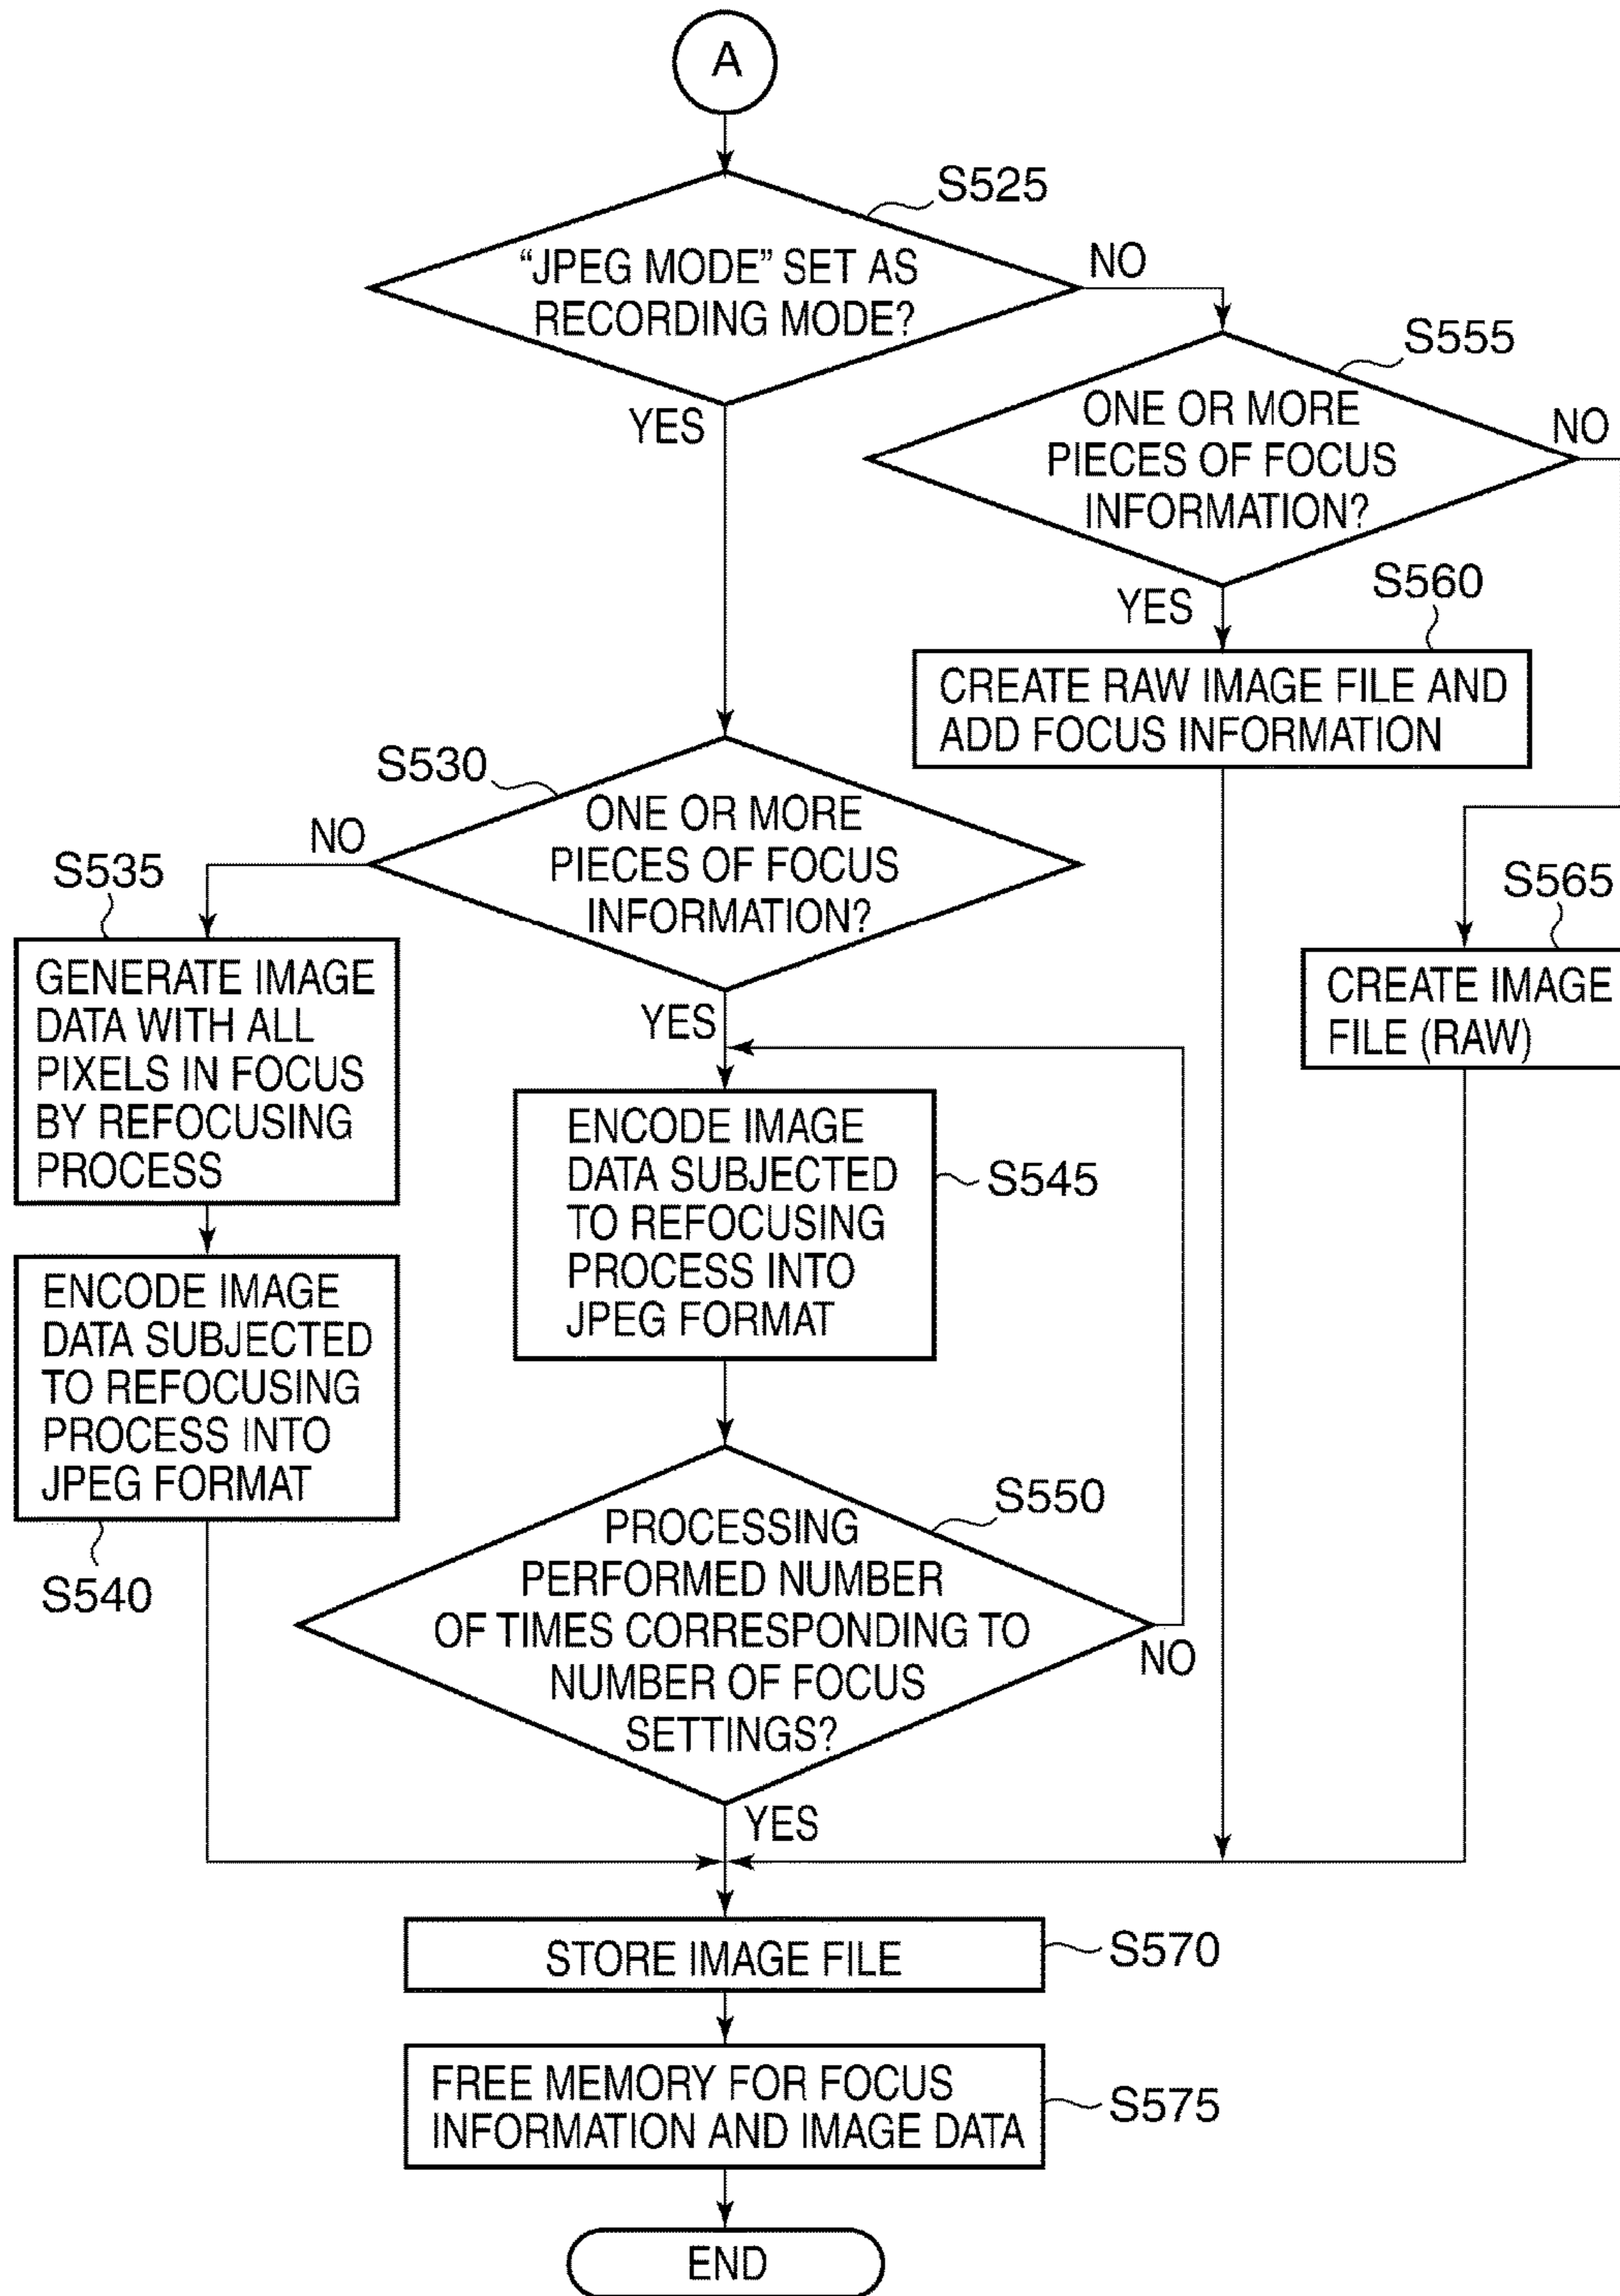 A
S525
“JPEG MODE” SET AS
RECORDING MODE?
NO
YES
S555
ONE OR MORE
PIECES OF FOCUS
INFORMATION?
NO
YES
S560
CREATE RAW IMAGE FILE AND
ADD FOCUS INFORMATION
S530
ONE OR MORE
PIECES OF FOCUS
INFORMATION?
NO
YES
S535
GENERATE IMAGE
DATA WITH ALL
PIXELS IN FOCUS
BY REFOCUSING
PROCESS
S565
CREATE IMAGE
FILE (RAW)
ENCODE IMAGE
DATA SUBJECTED
TO REFOCUSING
PROCESS INTO
JPEG FORMAT
S545
ENCODE IMAGE
DATA SUBJECTED
TO REFOCUSING
PROCESS INTO
JPEG FORMAT
S540
S550
PROCESSING
PERFORMED NUMBER
OF TIMES CORRESPONDING TO
NUMBER OF FOCUS
SETTINGS?
NO
YES
STORE IMAGE FILE
S570
FREE MEMORY FOR FOCUS
INFORMATION AND IMAGE DATA
S575
END